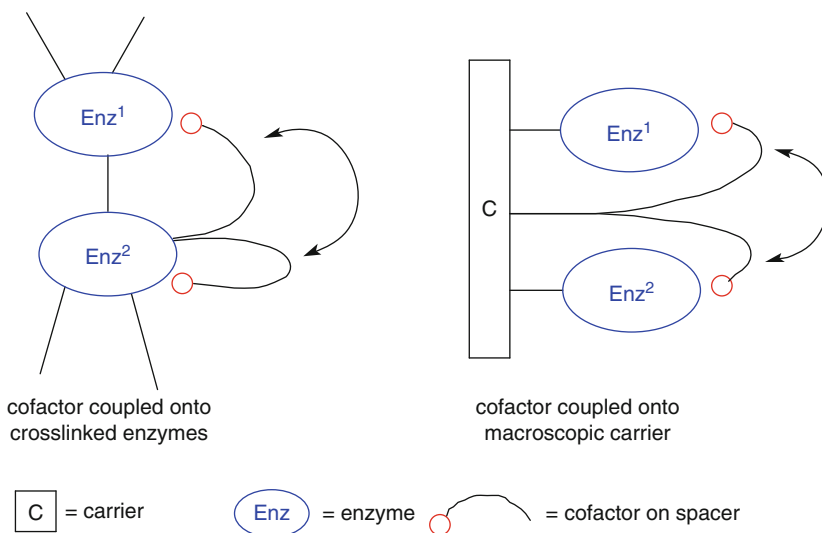 Enz¹
Enz²
cofactor coupled onto
crosslinked enzymes
C
Enz¹
Enz²
cofactor coupled onto
macroscopic carrier
C = carrier
Enz = enzyme
= cofactor on spacer